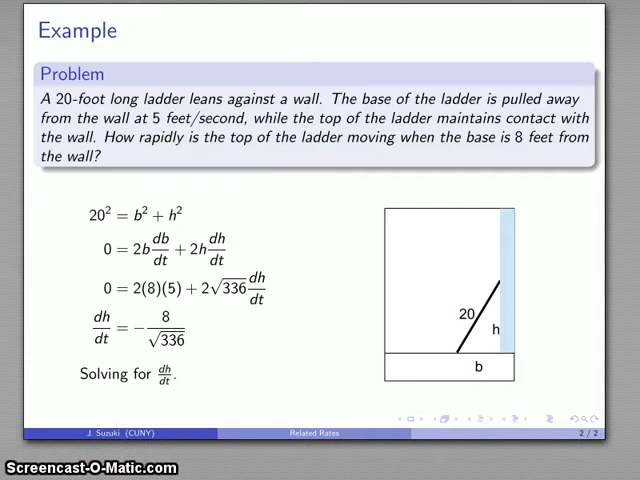 Example
Problem
A 20-foot long ladder leans against a wall. The base of the ladder is pulled away
from the wall at 5 feet/second, while the top of the ladder maintains contact with
the wall. How rapidly is the top of the ladder moving when the base is 8 feet from
the wall?
20² = b² + h²
0 = 2b db/dt + 2h dh/dt
0 = 2(8)(5) + 2√336 dh/dt
dh/dt = − 8/√336
Solving for dh/dt.
20
h
b
J. Suzuki (CUNY)
Related Rates
2 / 2
Screencast-O-Matic.com